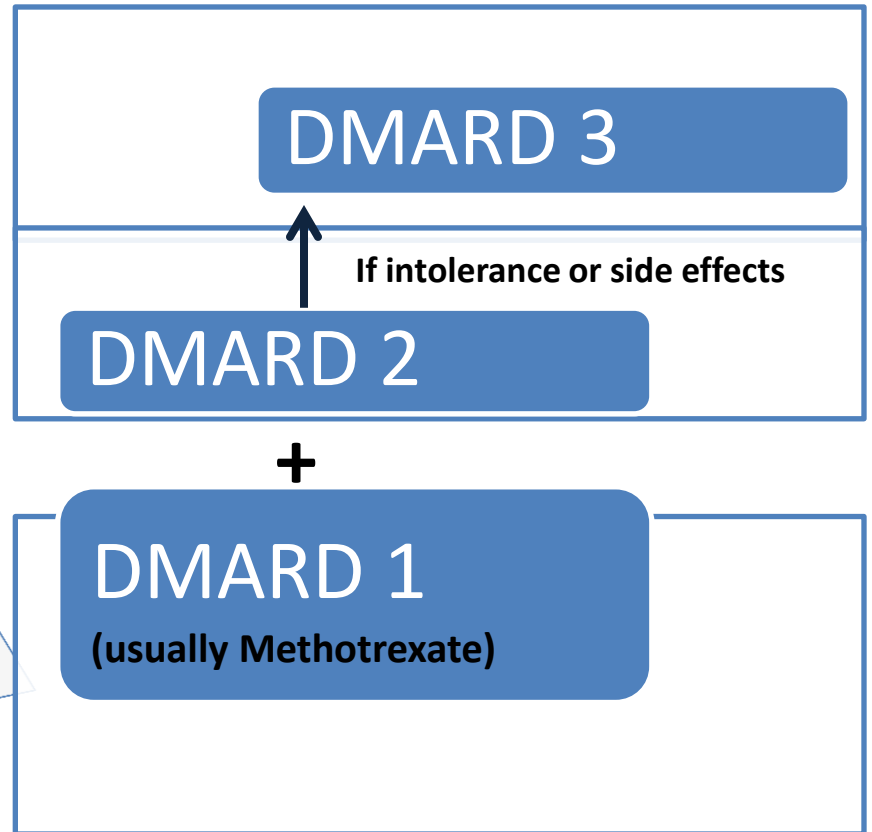 DMARD 3
If intolerance or side effects
DMARD 2
+
DMARD 1
(usually Methotrexate)